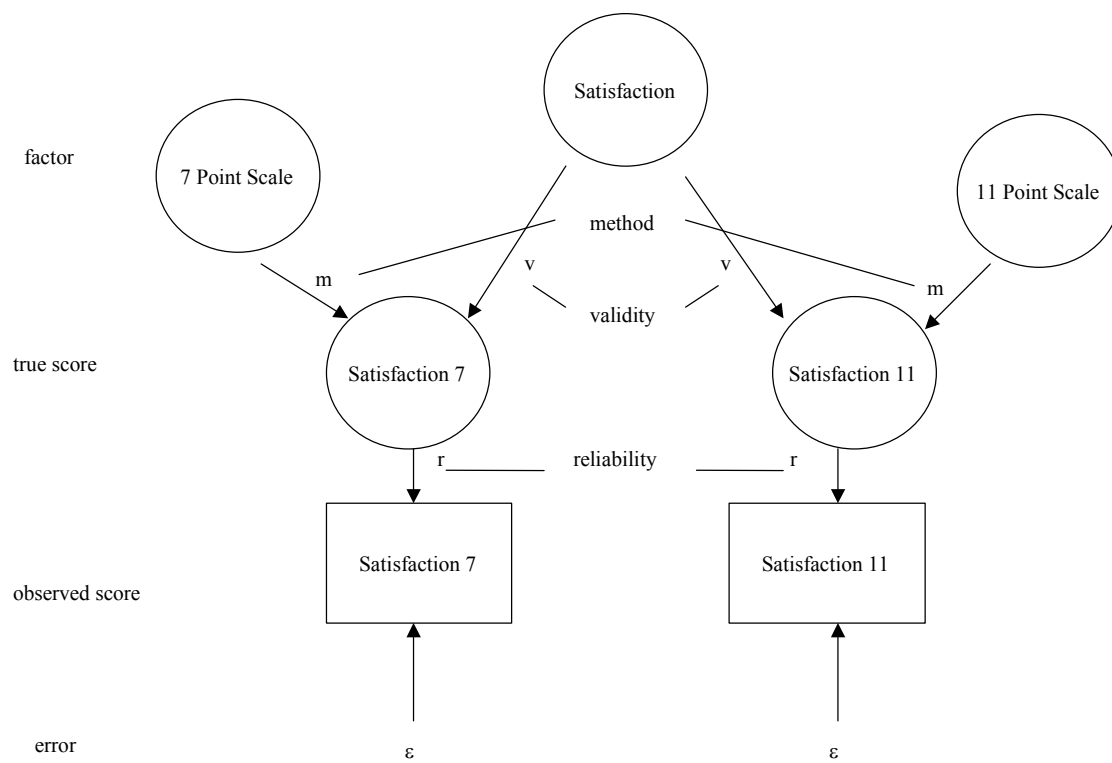 Satisfaction
factor
7 Point Scale
11 Point Scale
method
m
v
v
m
validity
true score
Satisfaction 7
Satisfaction 11
r
reliability
r
Satisfaction 7
Satisfaction 11
observed score
error
ε
ε